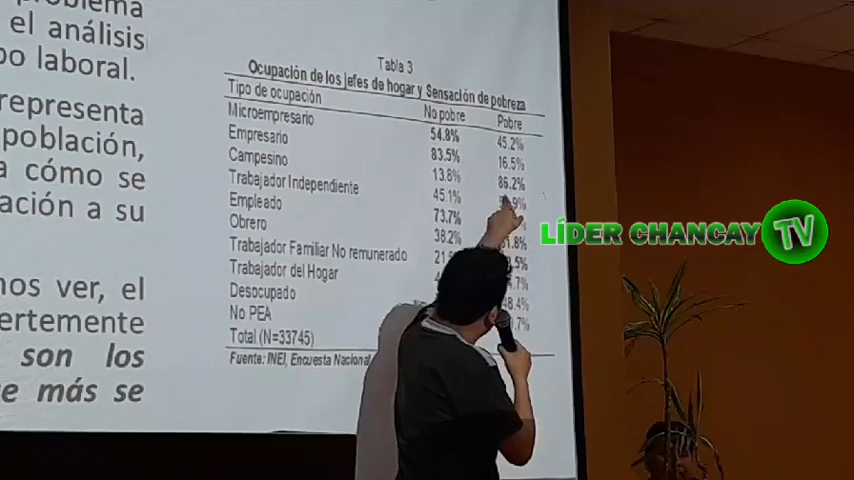 problema
el análisis
po laboral.
representa
población,
a cómo se
ación a su
nos ver, el
ertemente
son los
e más se
Tabla 3
Ocupación de los jefes de hogar y Sensación de pobreza
Tipo de ocupación No pobre Pobre
Microempresario 54.8% 45.2%
Empresario 83.5% 16.5%
Campesino 13.8% 86.2%
Trabajador Independiente 45.1%
Empleado 73.7%
Obrero 38.2% 61.8%
Trabajador Familiar No remunerado
Trabajador del Hogar
Desocupado 48.4%
No PEA
Total (N=33745)
Fuente: INEI, Encuesta Nacional
LÍDER CHANCAY TV